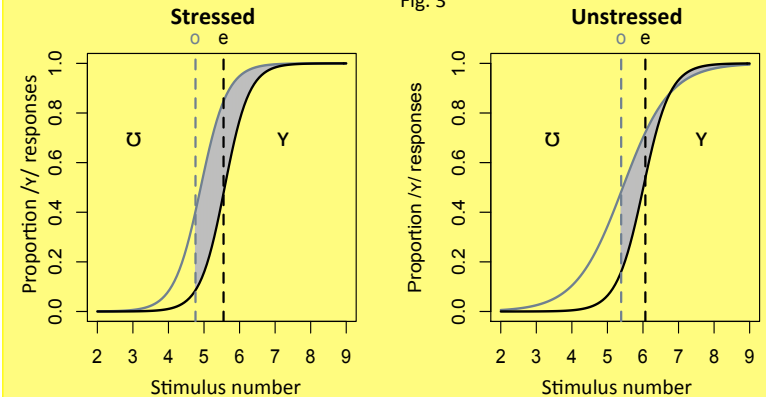 Fig. 3
Stressed
o e
Proportion /ʏ/ responses
1.0
0.8
0.6
0.4
0.2
0.0
ʊ
ʏ
2 3 4 5 6 7 8 9
Stimulus number
Unstressed
o e
Proportion /ʏ/ responses
1.0
0.8
0.6
0.4
0.2
0.0
ʊ
ʏ
2 3 4 5 6 7 8 9
Stimulus number